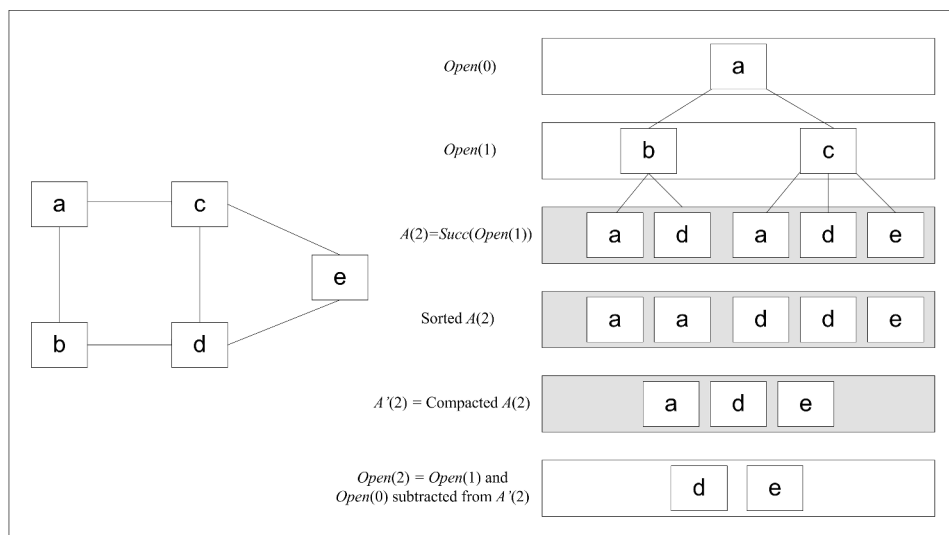 a
c
e
b
d
Open(0)
a
Open(1)
b c
A(2)=Succ(Open(1))
a d a d e
Sorted A(2)
a a d d e
A’(2) = Compacted A(2)
a d e
Open(2) = Open(1) and
Open(0) subtracted from A’(2)
d e